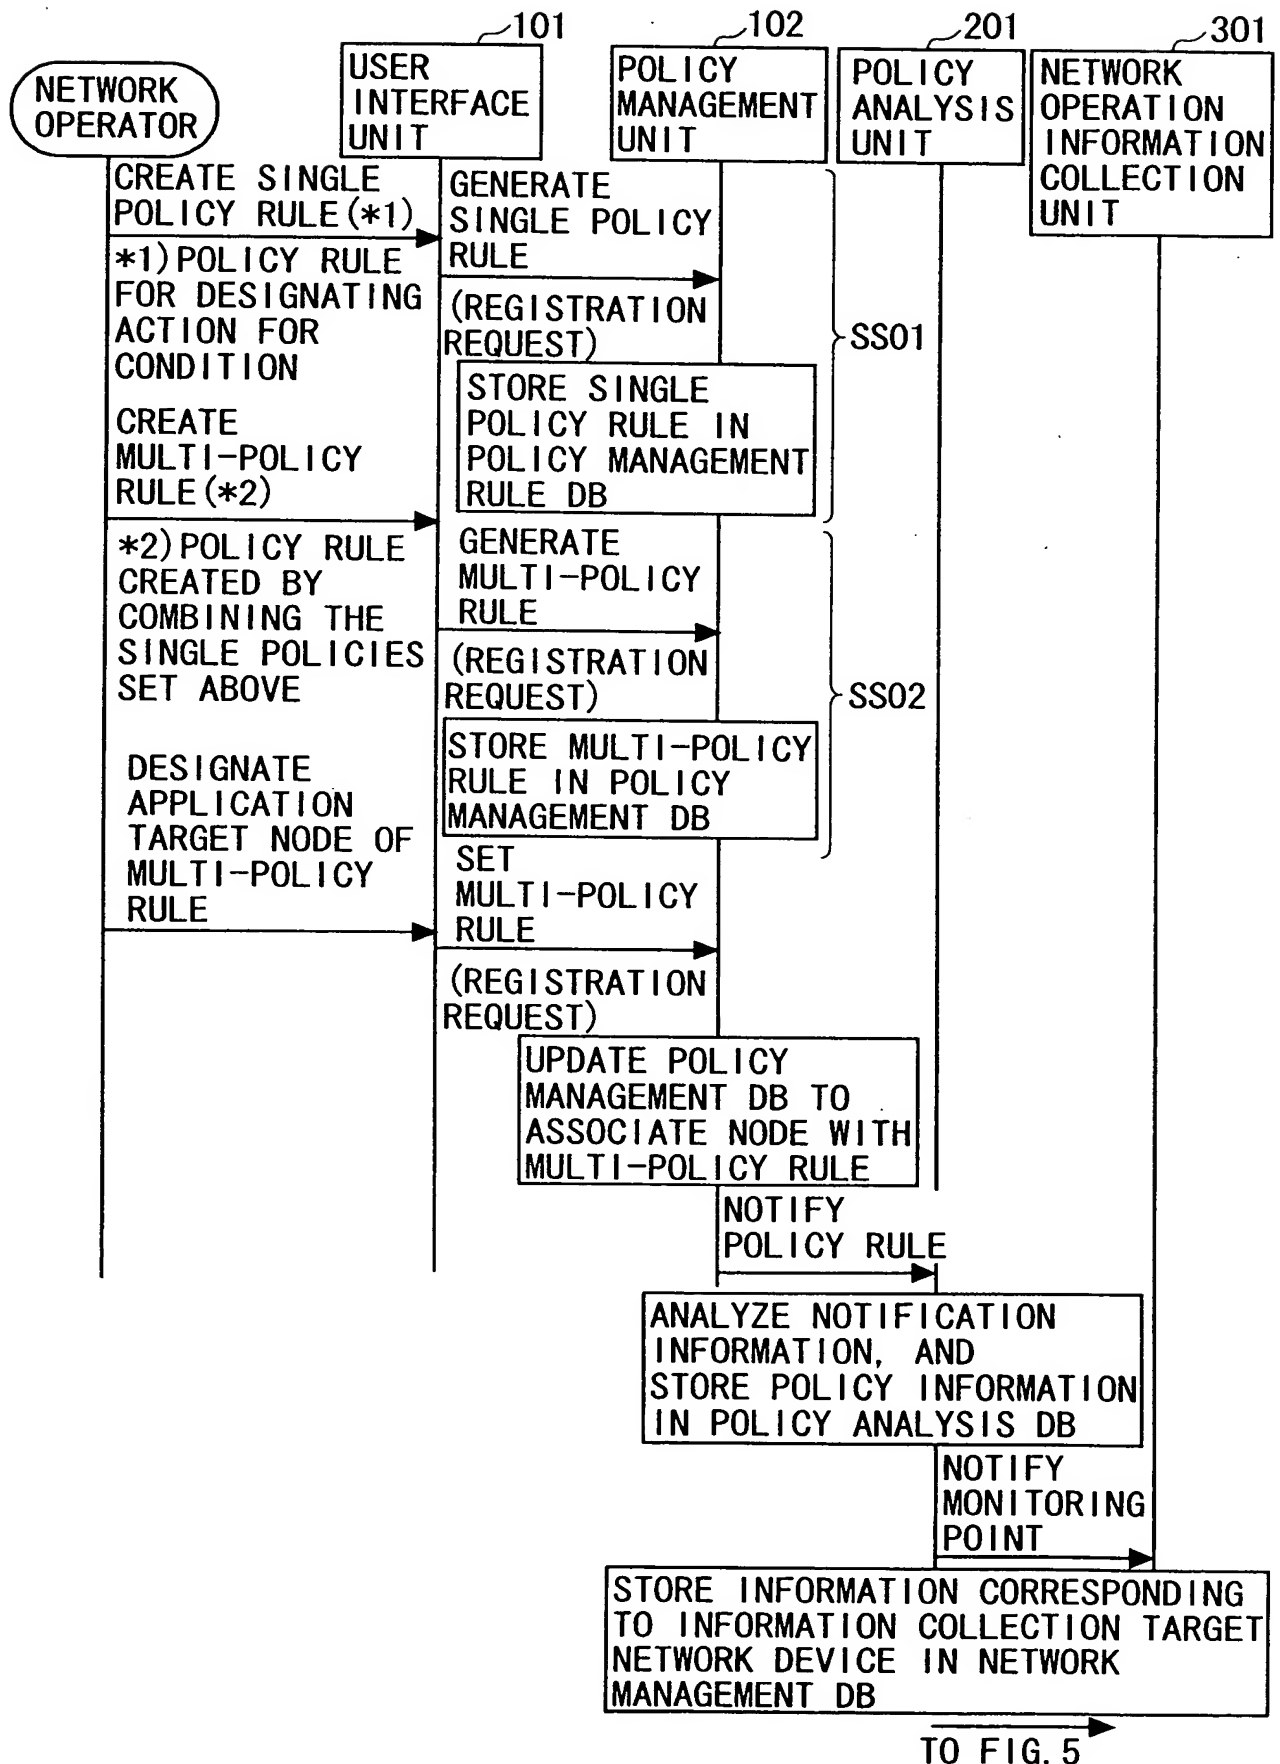 101
102
201
301
NETWORK
OPERATOR
USER
INTERFACE
UNIT
POLICY
MANAGEMENT
UNIT
POLICY
ANALYSIS
UNIT
NETWORK
OPERATION
INFORMATION
COLLECTION
UNIT
CREATE SINGLE
POLICY RULE(*1)
GENERATE
SINGLE POLICY
RULE
*1)POLICY RULE
FOR DESIGNATING
ACTION FOR
CONDITION
(REGISTRATION
REQUEST)
SS01
STORE SINGLE
POLICY RULE IN
POLICY MANAGEMENT
RULE DB
CREATE
MULTI-POLICY
RULE(*2)
*2)POLICY RULE
CREATED BY
COMBINING THE
SINGLE POLICIES
SET ABOVE
GENERATE
MULTI-POLICY
RULE
(REGISTRATION
REQUEST)
SS02
STORE MULTI-POLICY
RULE IN POLICY
MANAGEMENT DB
DESIGNATE
APPLICATION
TARGET NODE OF
MULTI-POLICY
RULE
SET
MULTI-POLICY
RULE
(REGISTRATION
REQUEST)
UPDATE POLICY
MANAGEMENT DB TO
ASSOCIATE NODE WITH
MULTI-POLICY RULE
NOTIFY
POLICY RULE
ANALYZE NOTIFICATION
INFORMATION, AND
STORE POLICY INFORMATION
IN POLICY ANALYSIS DB
NOTIFY
MONITORING
POINT
STORE INFORMATION CORRESPONDING
TO INFORMATION COLLECTION TARGET
NETWORK DEVICE IN NETWORK
MANAGEMENT DB
TO FIG.5